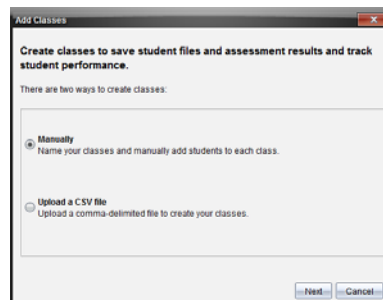 Add Classes
Create classes to save student files and assessment results and track
student performance.
There are two ways to create classes:
Manually
Name your classes and manually add students to each class.
Upload a CSV file
Upload a comma-delimited file to create your classes.
Next Cancel